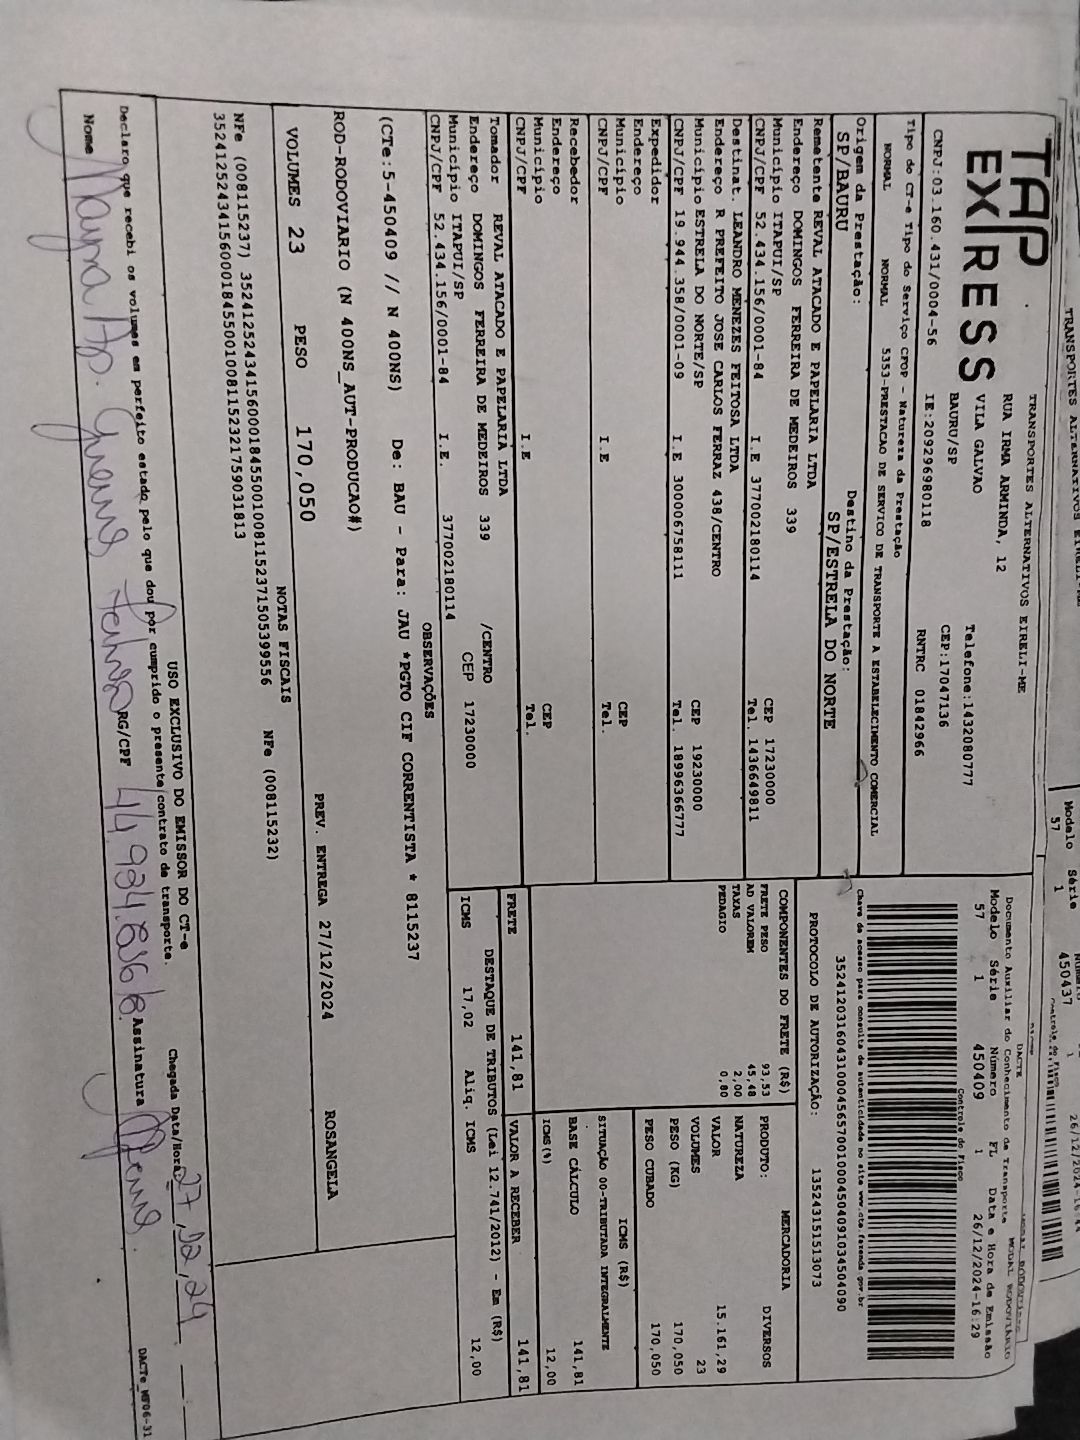 TRANSPORTES ALTERNATIVOS EIRELI-ME
Modelo Série
57 1 450437 1 26/12/2024-16:44
TAP
EXPRESS
TRANSPORTES ALTERNATIVOS EIRELI-ME
RUA IRMA ARMINDA, 12
VILA GALVAO Telefone:1432080777
BAURU/SP CEP:17047136
CNPJ:03.160.431/0004-56 IE:209296980118 RNTRC 01842966
DACTE
Documento Auxiliar do Conhecimento de Transporte MODAL RODOVIÁRIO
Modelo Série Número FL Data e Hora de Emissão
57 1 450409 1 26/12/2024-16:29
Controle do Fisco
Tipo do CT-e Tipo do Serviço CFOP - Natureza da Prestação
NORMAL NORMAL 5353-PRESTACAO DE SERVICO DE TRANSPORTE A ESTABELECIMENTO COMERCIAL
Chave de acesso para consulta de autenticidade no site www.cte.fazenda.gov.br
35241203160431000456570010004504091034504090
PROTOCOLO DE AUTORIZAÇÃO: 135243151513073
Origem da Prestação: Destino da Prestação:
SP/BAURU SP/ESTRELA DO NORTE
Remetente REVAL ATACADO E PAPELARIA LTDA
Endereço DOMINGOS FERREIRA DE MEDEIROS 339
Município ITAPUI/SP CEP 17230000
CNPJ/CPF 52.434.156/0001-84 I.E 377002180114 Tel. 1436649811
Destinat. LEANDRO MENEZES FEITOSA LTDA
Endereço R PREFEITO JOSE CARLOS FERRAZ 438/CENTRO
Município ESTRELA DO NORTE/SP CEP 19230000
CNPJ/CPF 19.944.358/0001-09 I.E 300006758111 Tel. 18996366777
Expedidor
Endereço
Município CEP
CNPJ/CPF I.E Tel.
Recebedor
Endereço
Município CEP
CNPJ/CPF I.E Tel.
Tomador REVAL ATACADO E PAPELARIA LTDA
Endereço DOMINGOS FERREIRA DE MEDEIROS 339 /CENTRO
Município ITAPUI/SP CEP 17230000
CNPJ/CPF 52.434.156/0001-84 I.E. 377002180114
COMPONENTES DO FRETE (R$)
FRETE PESO 93,53
AD VALOREM 45,48
TAXAS 2,00
PEDAGIO 0,80
MERCADORIA
PRODUTO:
NATUREZA DIVERSOS
VALOR 15.161,29
VOLUMES 23
PESO (KG) 170,050
PESO CUBADO 170,050
ICMS (R$)
SITUAÇÃO 00-TRIBUTADA INTEGRALMENTE
BASE CÁLCULO 141,81
ICMS(%) 12,00
FRETE 141,81 VALOR A RECEBER 141,81
DESTAQUE DE TRIBUTOS (Lei 12.741/2012) - Em (R$)
ICMS 17,02 Aliq. ICMS 12,00
OBSERVAÇÕES
(CTe:5-450409 // N 400NS) De: BAU - Para: JAU *PGTO CIF CORRENTISTA * 8115237
ROD-RODOVIARIO (N 400NS_AUT-PRODUCAO#)
VOLUMES 23 PESO 170,050 PREV. ENTREGA 27/12/2024 ROSANGELA
NOTAS FISCAIS
NFe (008115237) 35241252434156000184550010081152371505399556 NFe (008115232)
35241252434156000184550010081152321759031813
USO EXCLUSIVO DO EMISSOR DO CT-e
Declaro que recebi os volumes em perfeito estado pelo que dou por cumprido o presente contrato de transporte. Chegada Data/Hora 27,12,24
Nome Mayra RG/CPF Assinatura
DACTe_MF06-31